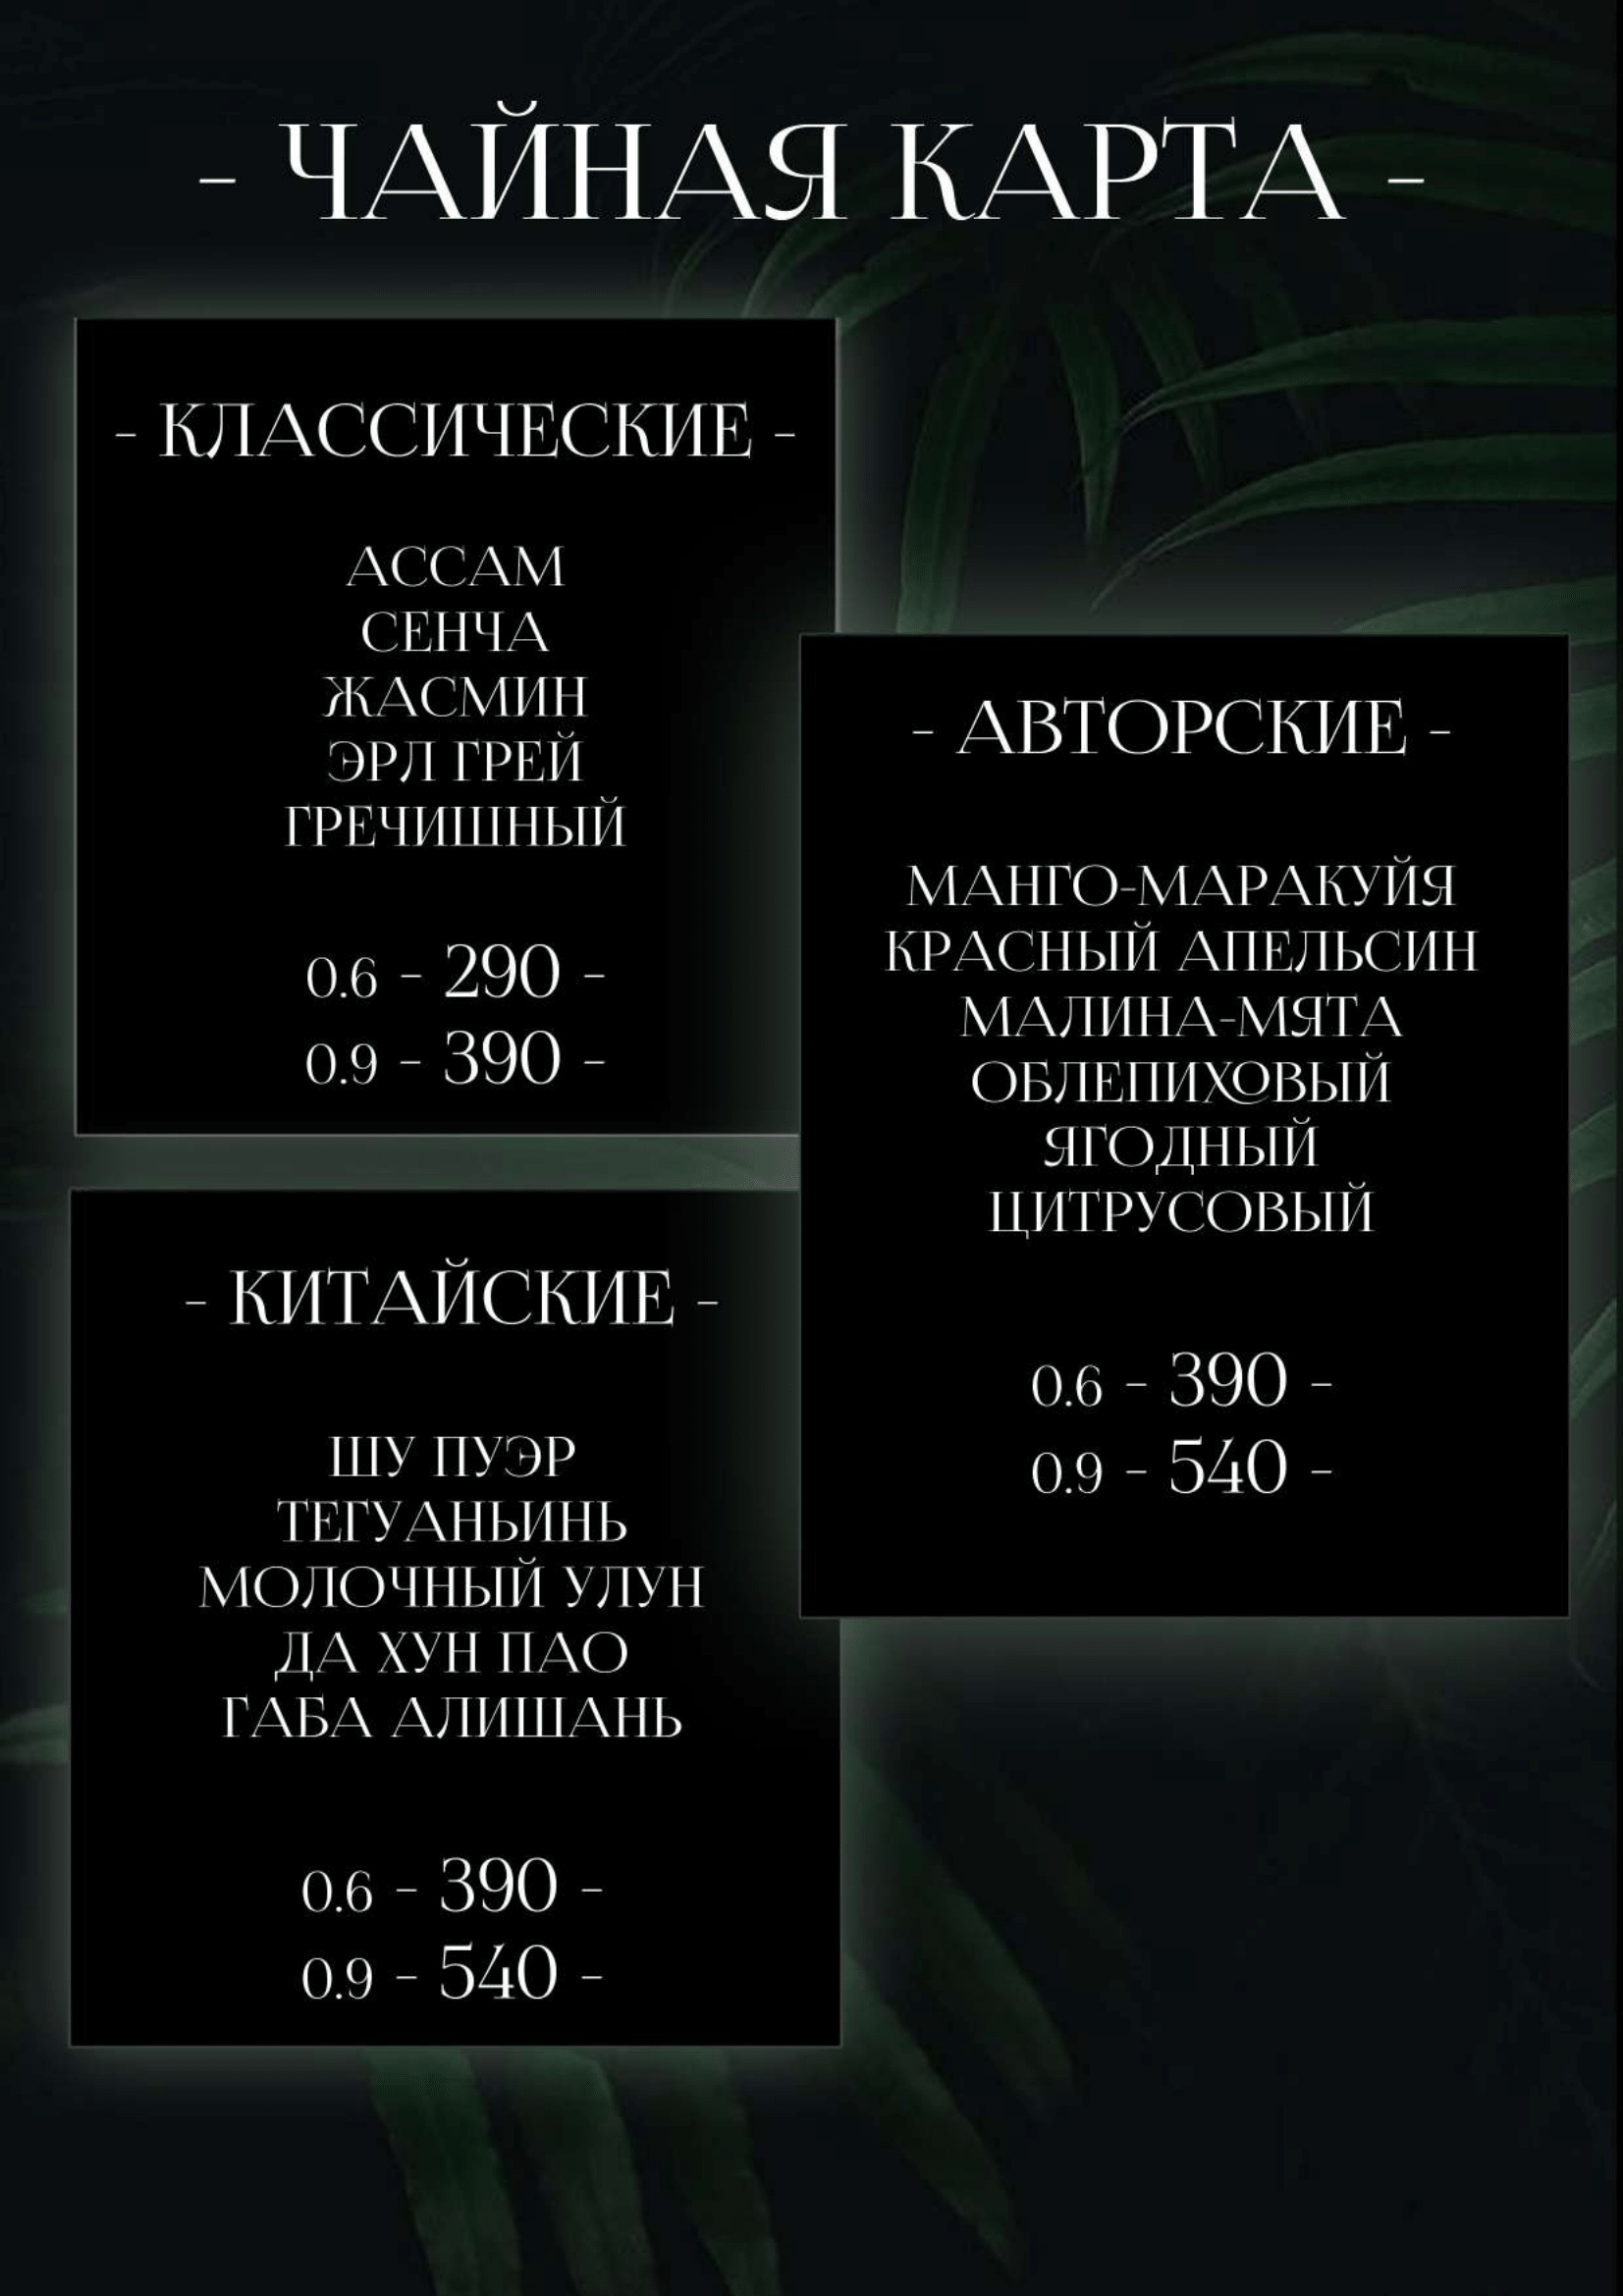 - ЧАЙНАЯ КАРТА -
- КЛАССИЧЕСКИЕ -
АССАМ
СЕНЧА
ЖАСМИН
ЭРЛ ГРЕЙ
ГРЕЧИШНЫЙ
0.6 - 290 -
0.9 - 390 -
- АВТОРСКИЕ -
МАНГО-МАРАКУЙЯ
КРАСНЫЙ АПЕЛЬСИН
МАЛИНА-МЯТА
ОБЛЕПИХОВЫЙ
ЯГОДНЫЙ
ЦИТРУСОВЫЙ
0.6 - 390 -
0.9 - 540 -
- КИТАЙСКИЕ -
ШУ ПУЭР
ТЕГУАНЬИНЬ
МОЛОЧНЫЙ УЛУН
ДА ХУН ПАО
ГАБА АЛИШАНЬ
0.6 - 390 -
0.9 - 540 -